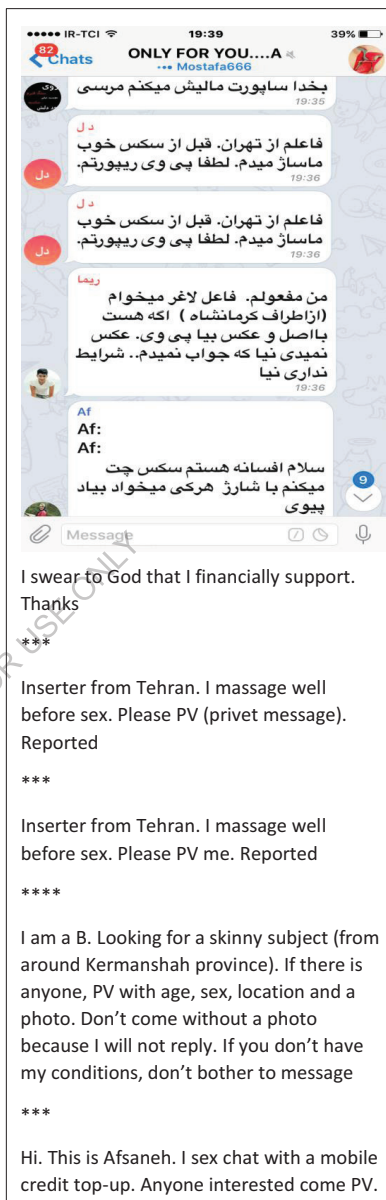 IR-TCI
19:39
39%
82
Chats
ONLY FOR YOU....A
Mostafa666
روی
بخدا ساپورت مالیش میکنم مرسی
19:35
د ل
فاعلم از تهران. قبل از سکس خوب
ماساژ میدم. لطفا پی وی ریپورتم.
19:36
دل
د ل
فاعلم از تهران. قبل از سکس خوب
ماساژ میدم. لطفا پی وی ریپورتم.
19:36
دل
ریما
من مفعولم. فاعل لاغر میخوام
(ازاطراف کرمانشاه ) اگه هست
بااصل و عکس بیا پی وی. عکس
نمیدی نیا که جواب نمیدم.. شرایط
نداری نیا
19:36
Af
Af:
Af:
سلام افسانه هستم سکس چت
میکنم با شارژ هرکی میخواد بیاد
پیوی
9
Message
I swear to God that I financially support.
Thanks
***
Inserter from Tehran. I massage well
before sex. Please PV (privet message).
Reported
***
Inserter from Tehran. I massage well
before sex. Please PV me. Reported
****
I am a B. Looking for a skinny subject (from
around Kermanshah province). If there is
anyone, PV with age, sex, location and a
photo. Don’t come without a photo
because I will not reply. If you don’t have
my conditions, don’t bother to message
***
Hi. This is Afsaneh. I sex chat with a mobile
credit top-up. Anyone interested come PV.
R USE ONLY